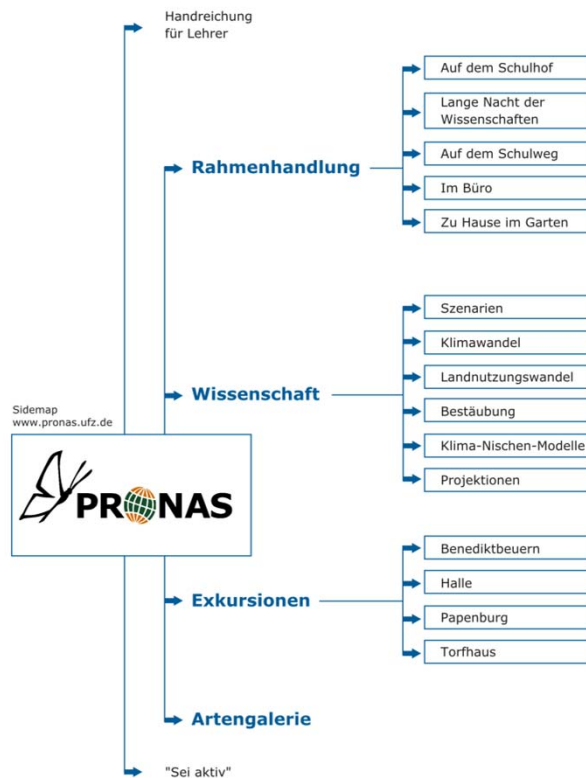 Handreichung
für Lehrer
Rahmenhandlung
Auf dem Schulhof
Lange Nacht der
Wissenschaften
Auf dem Schulweg
Im Büro
Zu Hause im Garten
Wissenschaft
Szenarien
Klimawandel
Landnutzungswandel
Bestäubung
Klima-Nischen-Modelle
Projektionen
Sidemap
www.pronas.ufz.de
PRONAS
Exkursionen
Benediktbeuern
Halle
Papenburg
Torfhaus
Artengalerie
"Sei aktiv"